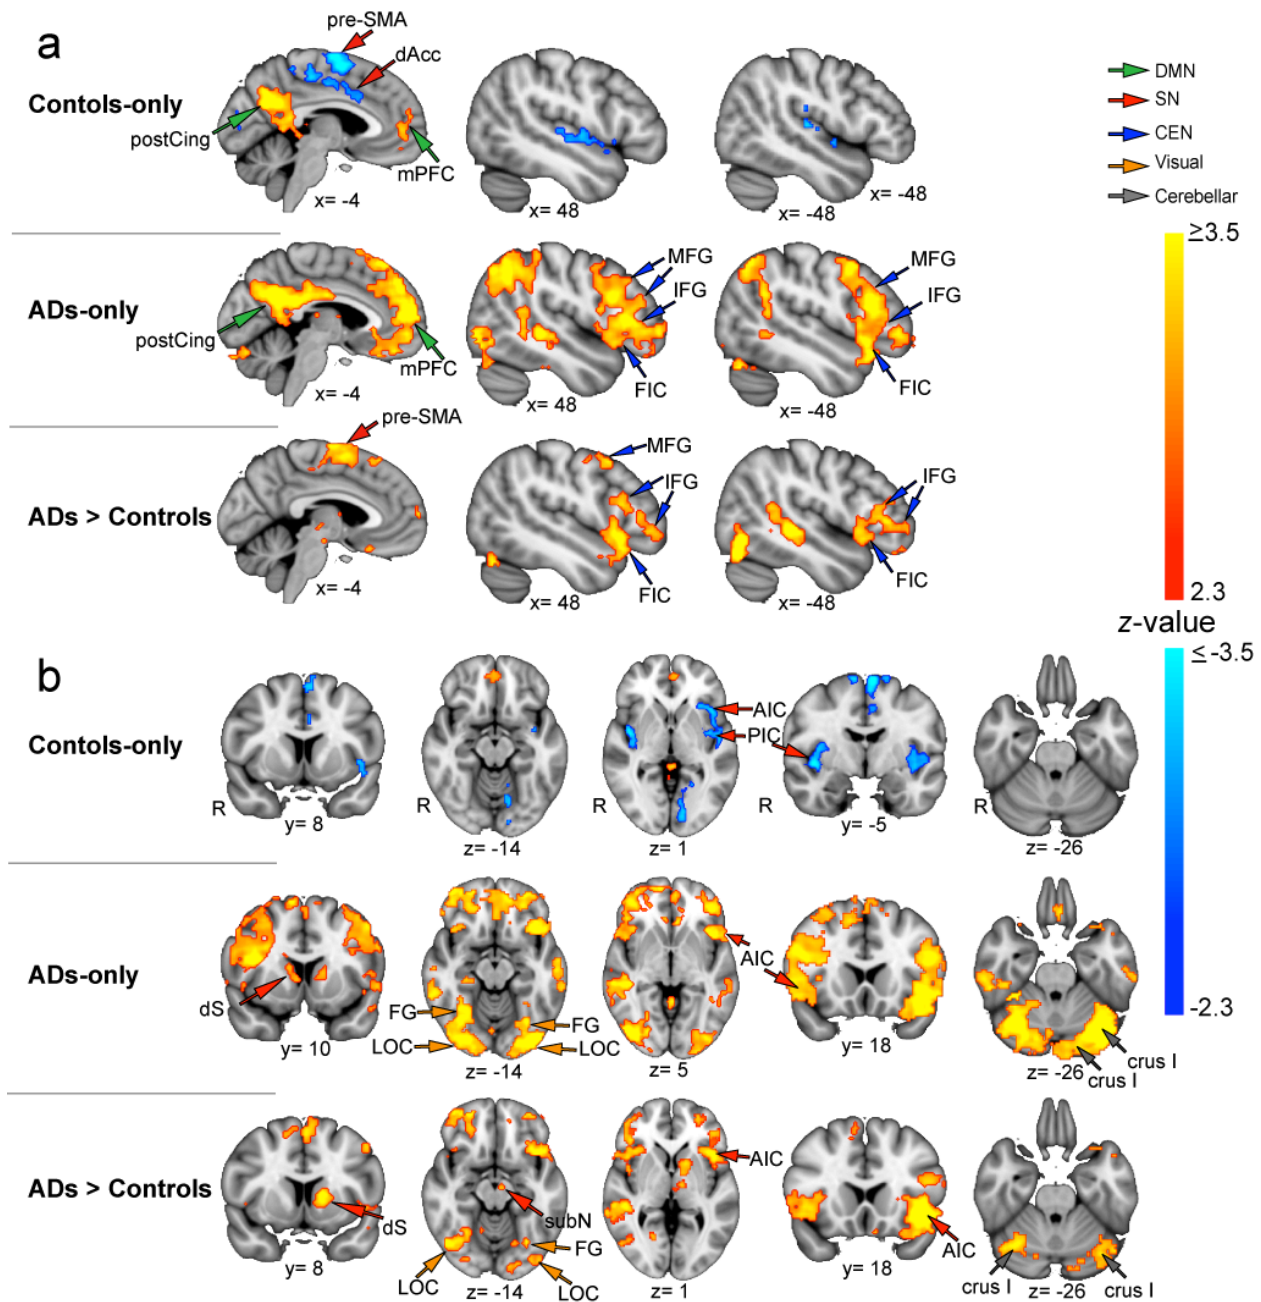 a
pre-SMA
dAcc
Contols-only
postCing
mPFC
x= -4
x= 48
x= -48
x= -48
DMN
SN
CEN
Visual
Cerebellar
≥3.5
2.3
z-value
≤ -3.5
-2.3
ADs-only
postCing
mPFC
x= -4
MFG
IFG
FIC
x= 48
MFG
IFG
FIC
x= -48
ADs > Controls
pre-SMA
x= -4
MFG
IFG
FIC
x= 48
IFG
FIC
x= -48
b
Contols-only
R
y= 8
z= -14
R
AIC
PIC
z= 1
R
y= -5
R
z= -26
ADs-only
dS
y= 10
FG
FG
LOC
LOC
z= -14
AIC
z= 5
y= 18
crus I
crus I
z= -26
ADs > Controls
dS
y= 8
subN
FG
LOC
LOC
z= -14
AIC
z= 1
AIC
y= 18
crus I
crus I
z= -26